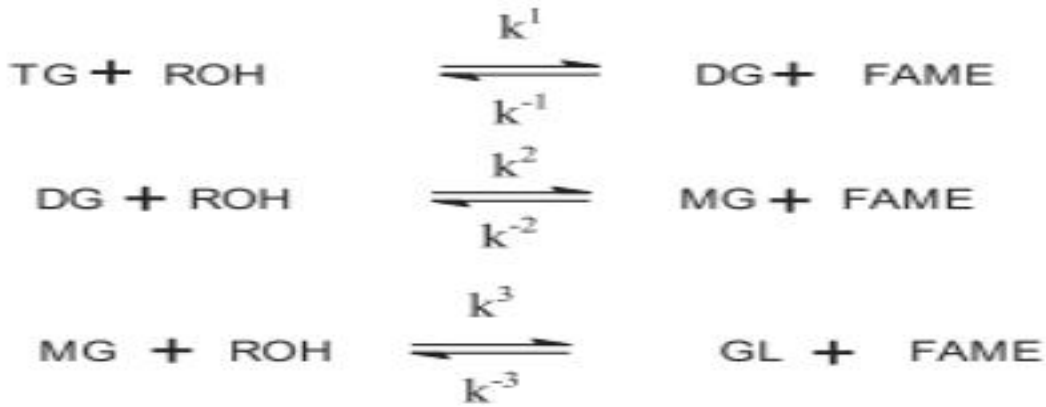 k¹
TG + ROH ⇌ DG + FAME
k⁻¹
k²
DG + ROH ⇌ MG + FAME
k⁻²
k³
MG + ROH ⇌ GL + FAME
k⁻³